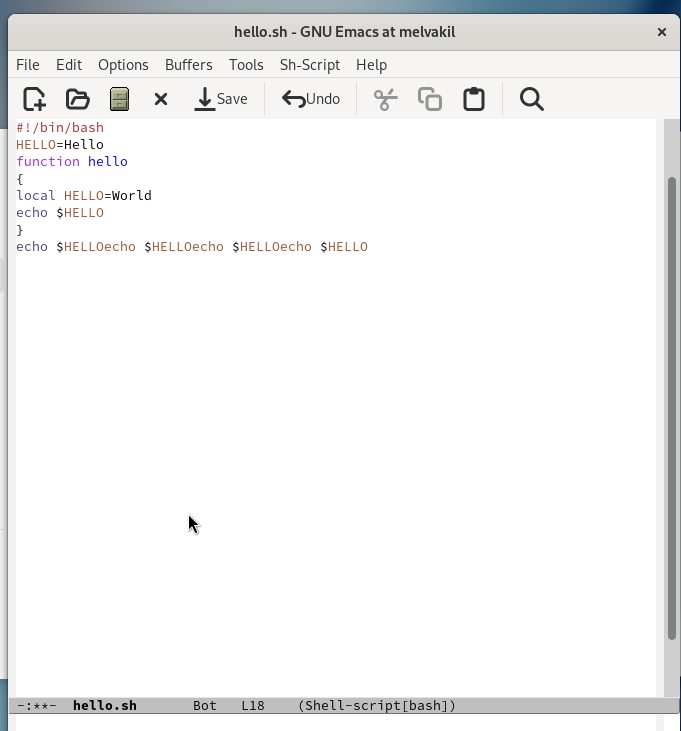 hello.sh - GNU Emacs at melvakil ×
File Edit Options Buffers Tools Sh-Script Help
Save Undo
#!/bin/bash
HELLO=Hello
function hello
{
local HELLO=World
echo $HELLO
}
echo $HELLOecho $HELLOecho $HELLOecho $HELLO
-:**- hello.sh Bot L18 (Shell-script[bash])